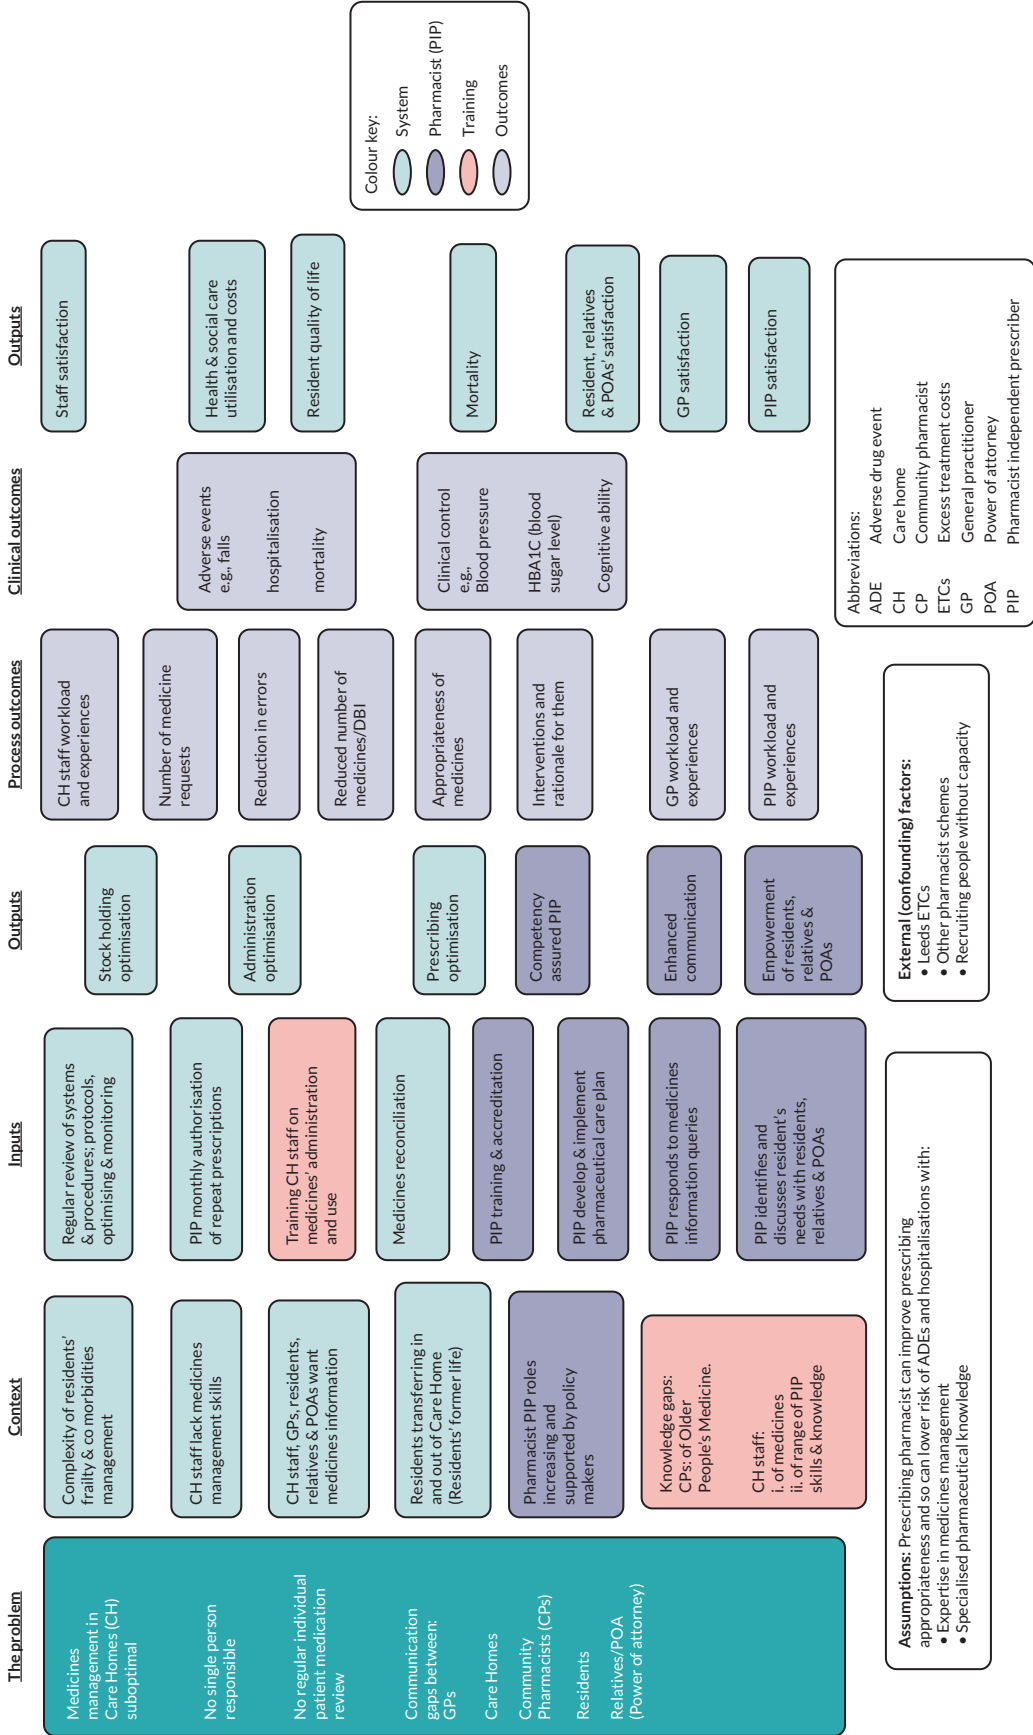 The problem
Medicines
management in
Care Homes (CH)
suboptimal
No single person
responsible
No regular individual
patient medication
review
Communication
gaps between:
GPs
Care Homes
Community
Pharmacists (CPs)
Residents
Relatives/POA
(Power of attorney)
Context
Complexity of residents'
frailty & co morbidities
management
CH staff lack medicines
management skills
CH staff, GPs, residents,
relatives & POAs want
medicines information
Residents transferring in
and out of Care Home
(Residents' former life)
Pharmacist PIP roles
increasing and
supported by policy
makers
Knowledge gaps:
CPs: of Older
People's Medicine.
CH staff:
i. of medicines
ii. of range of PIP
skills & knowledge
Inputs
Regular review of systems
& procedures; protocols,
optimising & monitoring
PIP monthly authorisation
of repeat prescriptions
Training CH staff on
medicines' administration
and use
Medicines reconciliation
PIP training & accreditation
PIP develop & implement
pharmaceutical care plan
PIP responds to medicines
information queries
PIP identifies and
discusses resident's
needs with residents,
relatives & POAs
Outputs
Stock holding
optimisation
Administration
optimisation
Prescribing
optimisation
Competency
assured PIP
Enhanced
communication
Empowerment
of residents,
relatives &
POAs
Process outcomes
CH staff workload
and experiences
Number of medicine
requests
Reduction in errors
Reduced number of
medicines/DBI
Appropriateness of
medicines
Interventions and
rationale for them
GP workload and
experiences
PIP workload and
experiences
Clinical outcomes
Adverse events
e.g., falls
hospitalisation
mortality
Clinical control
e.g.,
Blood pressure
HBA1C (blood
sugar level)
Cognitive ability
Outputs
Staff satisfaction
Health & social care
utilisation and costs
Resident quality of life
Mortality
Resident, relatives
& POAs' satisfaction
GP satisfaction
PIP satisfaction
Colour key:
System
Pharmacist (PIP)
Training
Outcomes
Assumptions: Prescribing pharmacist can improve prescribing
appropriateness and so can lower risk of ADEs and hospitalisations with:
• Expertise in medicines management
• Specialised pharmaceutical knowledge
External (confounding) factors:
• Leeds ETCs
• Other pharmacist schemes
• Recruiting people without capacity
Abbreviations:
ADE Adverse drug event
CH Care home
CP Community pharmacist
ETCs Excess treatment costs
GP General practitioner
POA Power of attorney
PIP Pharmacist independent prescriber